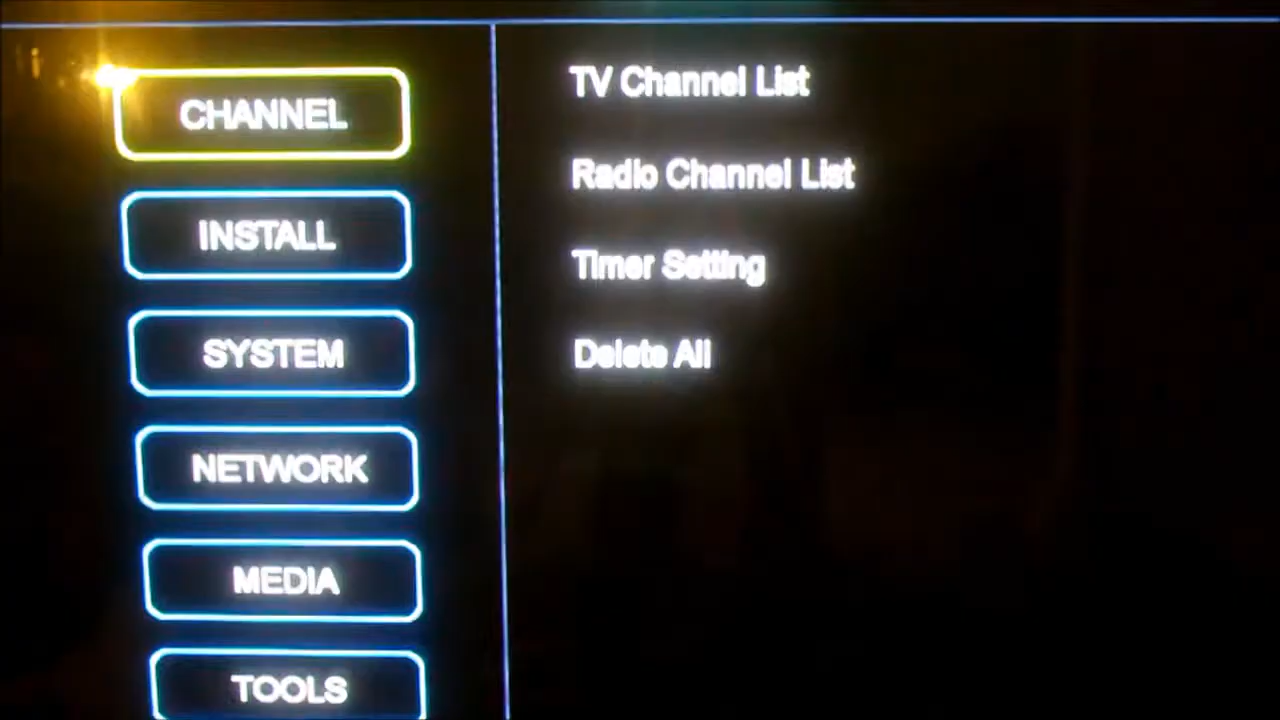 CHANNEL
INSTALL
SYSTEM
NETWORK
MEDIA
TOOLS
TV Channel List
Radio Channel List
Timer Setting
Delete All